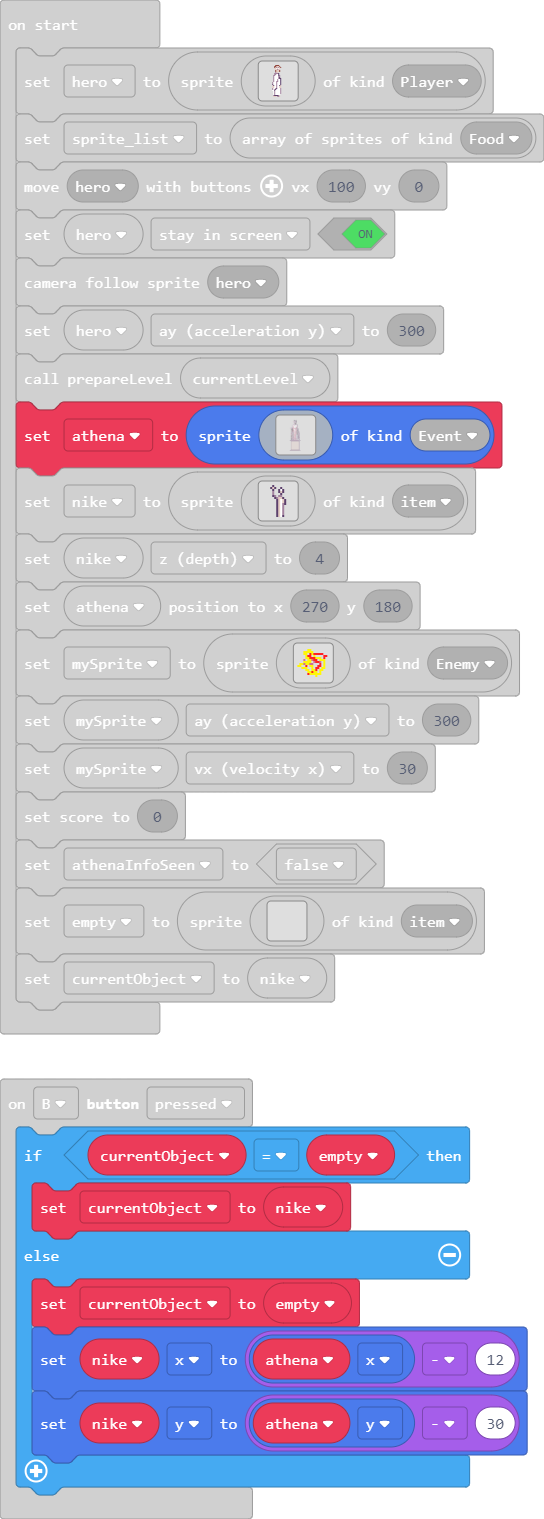 on start
set hero to sprite of kind Player
set sprite_list to array of sprites of kind Food
move hero with buttons vx 100 vy 0
set hero stay in screen ON
camera follow sprite hero
set hero ay (acceleration y) to 300
call prepareLevel currentLevel
set athena to sprite of kind Event
set nike to sprite of kind item
set nike z (depth) to 4
set athena position to x 270 y 180
set mySprite to sprite of kind Enemy
set mySprite ay (acceleration y) to 300
set mySprite vx (velocity x) to 30
set score to 0
set athenaInfoSeen to false
set empty to sprite of kind item
set currentObject to nike
on B button pressed
if currentObject = empty then
set currentObject to nike
else
set currentObject to empty
set nike x to athena x - 12
set nike y to athena y - 30